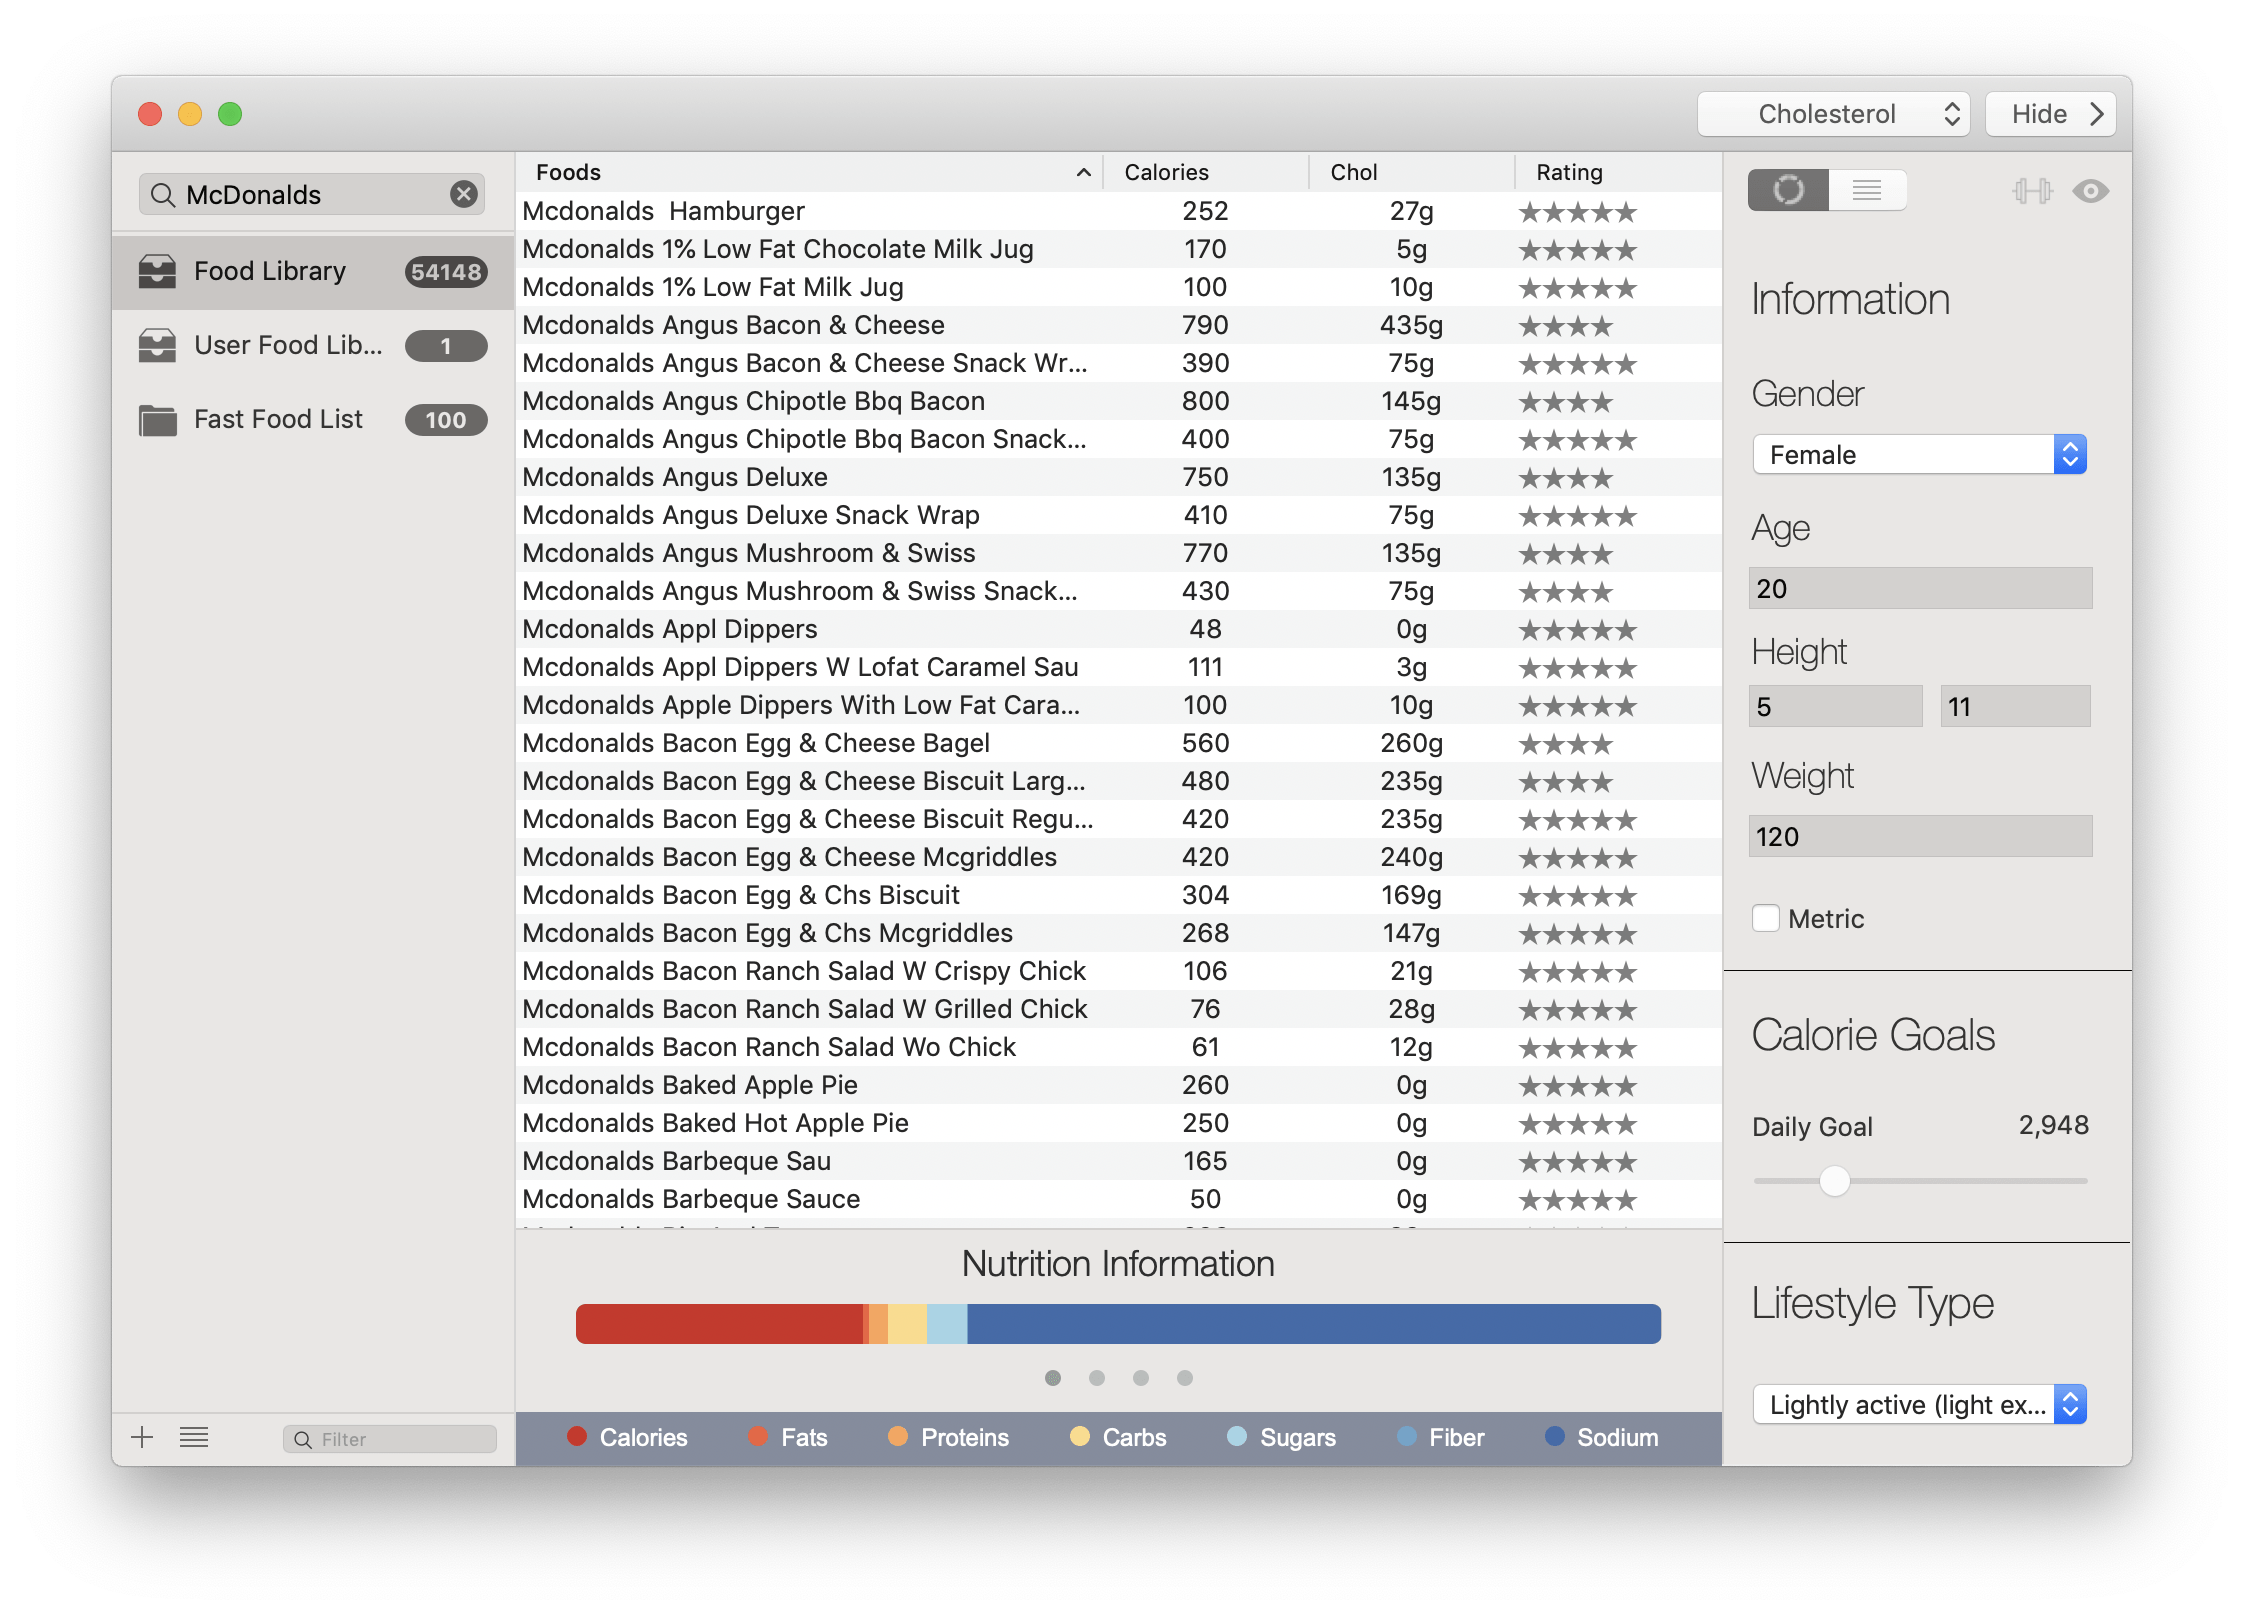 Cholesterol
Hide
McDonalds
Food Library 54148
User Food Lib... 1
Fast Food List 100
Filter
Foods Calories Chol Rating
Mcdonalds  Hamburger 252 27g ★★★★★
Mcdonalds 1% Low Fat Chocolate Milk Jug 170 5g ★★★★★
Mcdonalds 1% Low Fat Milk Jug 100 10g ★★★★★
Mcdonalds Angus Bacon & Cheese 790 435g ★★★★
Mcdonalds Angus Bacon & Cheese Snack Wr... 390 75g ★★★★★
Mcdonalds Angus Chipotle Bbq Bacon 800 145g ★★★★
Mcdonalds Angus Chipotle Bbq Bacon Snack... 400 75g ★★★★★
Mcdonalds Angus Deluxe 750 135g ★★★★
Mcdonalds Angus Deluxe Snack Wrap 410 75g ★★★★★
Mcdonalds Angus Mushroom & Swiss 770 135g ★★★★
Mcdonalds Angus Mushroom & Swiss Snack... 430 75g ★★★★
Mcdonalds Appl Dippers 48 0g ★★★★★
Mcdonalds Appl Dippers W Lofat Caramel Sau 111 3g ★★★★★
Mcdonalds Apple Dippers With Low Fat Cara... 100 10g ★★★★★
Mcdonalds Bacon Egg & Cheese Bagel 560 260g ★★★★
Mcdonalds Bacon Egg & Cheese Biscuit Larg... 480 235g ★★★★
Mcdonalds Bacon Egg & Cheese Biscuit Regu... 420 235g ★★★★★
Mcdonalds Bacon Egg & Cheese Mcgriddles 420 240g ★★★★★
Mcdonalds Bacon Egg & Chs Biscuit 304 169g ★★★★★
Mcdonalds Bacon Egg & Chs Mcgriddles 268 147g ★★★★★
Mcdonalds Bacon Ranch Salad W Crispy Chick 106 21g ★★★★★
Mcdonalds Bacon Ranch Salad W Grilled Chick 76 28g ★★★★★
Mcdonalds Bacon Ranch Salad Wo Chick 61 12g ★★★★★
Mcdonalds Baked Apple Pie 260 0g ★★★★★
Mcdonalds Baked Hot Apple Pie 250 0g ★★★★★
Mcdonalds Barbeque Sau 165 0g ★★★★★
Mcdonalds Barbeque Sauce 50 0g ★★★★★
Nutrition Information
Calories Fats Proteins Carbs Sugars Fiber Sodium
Information
Gender
Female
Age
20
Height
5 11
Weight
120
Metric
Calorie Goals
Daily Goal 2,948
Lifestyle Type
Lightly active (light ex...